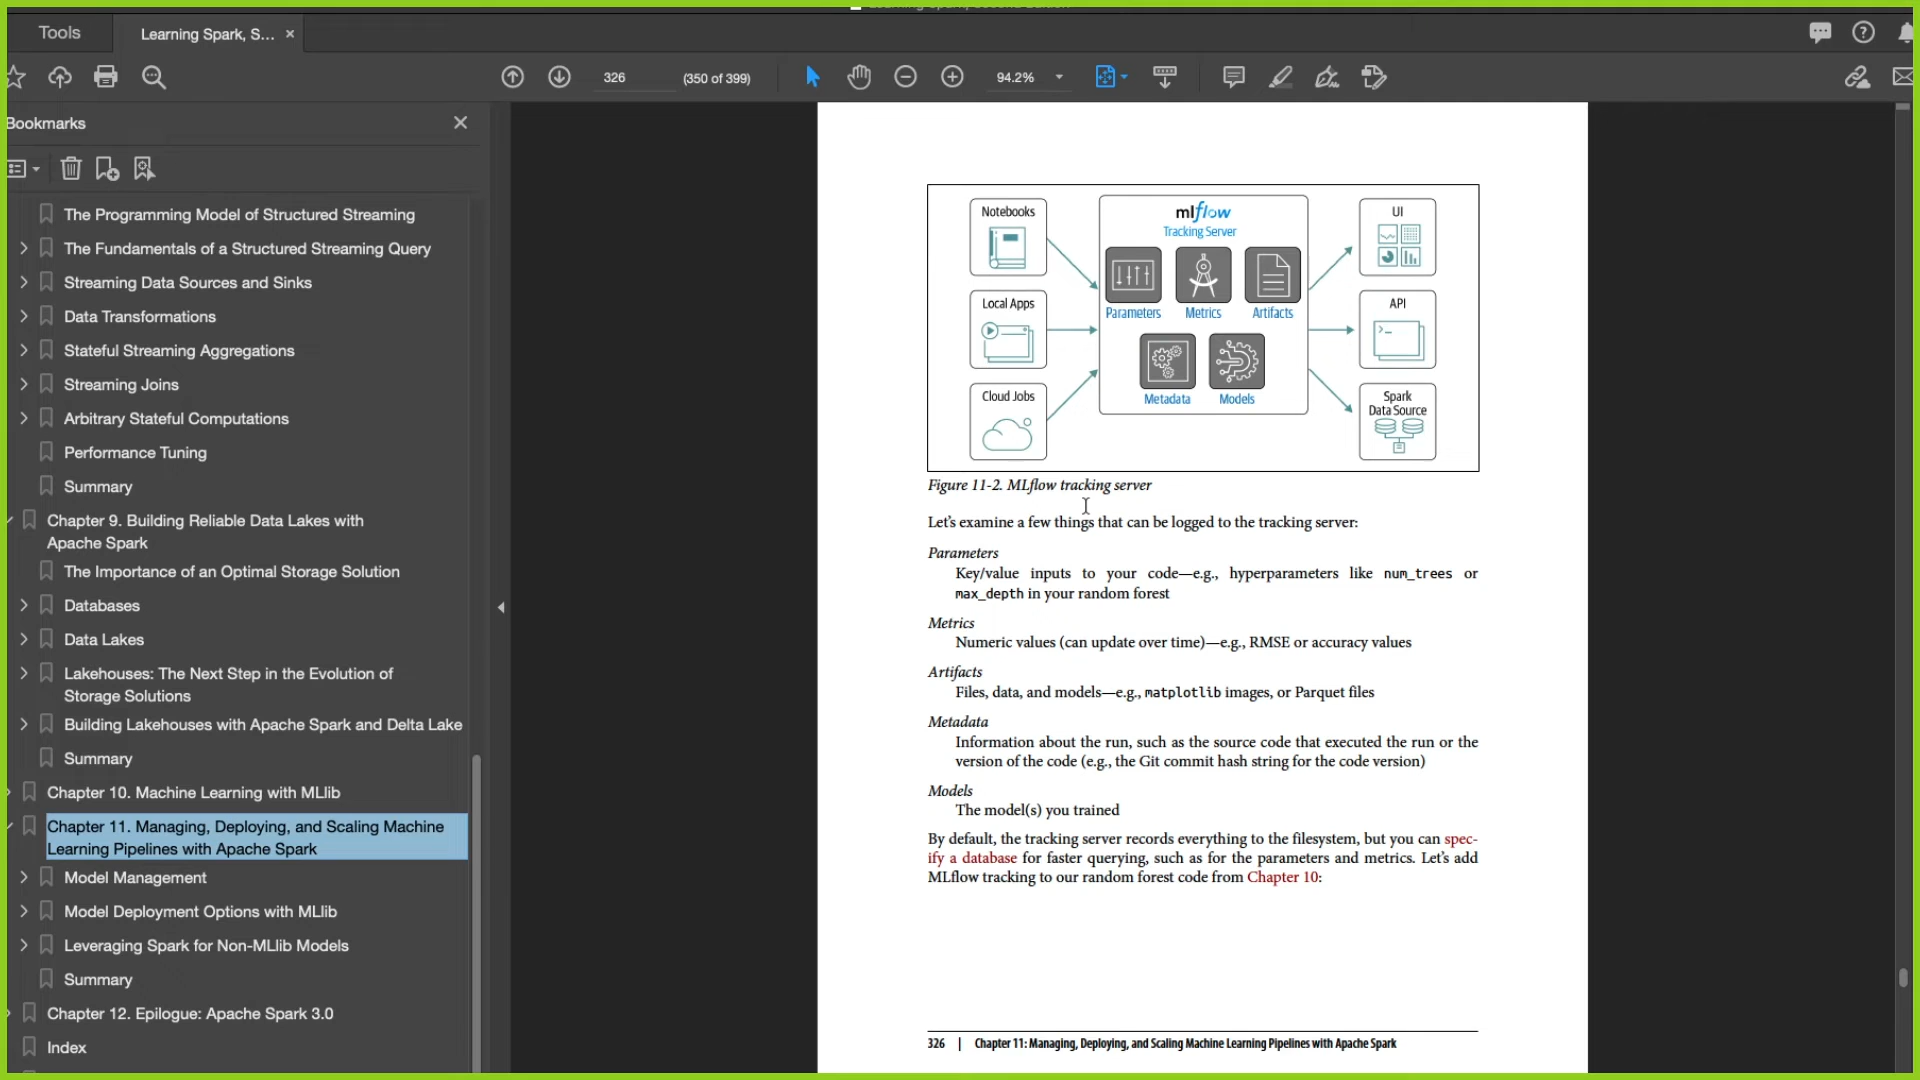 Tools
Learning Spark, S... ×
326
(350 of 399)
94.2%
Bookmarks
The Programming Model of Structured Streaming
The Fundamentals of a Structured Streaming Query
Streaming Data Sources and Sinks
Data Transformations
Stateful Streaming Aggregations
Streaming Joins
Arbitrary Stateful Computations
Performance Tuning
Summary
Chapter 9. Building Reliable Data Lakes with
Apache Spark
The Importance of an Optimal Storage Solution
Databases
Data Lakes
Lakehouses: The Next Step in the Evolution of
Storage Solutions
Building Lakehouses with Apache Spark and Delta Lake
Summary
Chapter 10. Machine Learning with MLlib
Chapter 11. Managing, Deploying, and Scaling Machine
Learning Pipelines with Apache Spark
Model Management
Model Deployment Options with MLlib
Leveraging Spark for Non-MLlib Models
Summary
Chapter 12. Epilogue: Apache Spark 3.0
Index
Notebooks
Local Apps
Cloud Jobs
mlflow
Tracking Server
Parameters
Metrics
Artifacts
Metadata
Models
UI
API
Spark
Data Source
Figure 11-2. MLflow tracking server
Let's examine a few things that can be logged to the tracking server:
Parameters
Key/value inputs to your code—e.g., hyperparameters like num_trees or
max_depth in your random forest
Metrics
Numeric values (can update over time)—e.g., RMSE or accuracy values
Artifacts
Files, data, and models—e.g., matplotlib images, or Parquet files
Metadata
Information about the run, such as the source code that executed the run or the
version of the code (e.g., the Git commit hash string for the code version)
Models
The model(s) you trained
By default, the tracking server records everything to the filesystem, but you can spec-
ify a database for faster querying, such as for the parameters and metrics. Let's add
MLflow tracking to our random forest code from Chapter 10:
326 | Chapter 11: Managing, Deploying, and Scaling Machine Learning Pipelines with Apache Spark